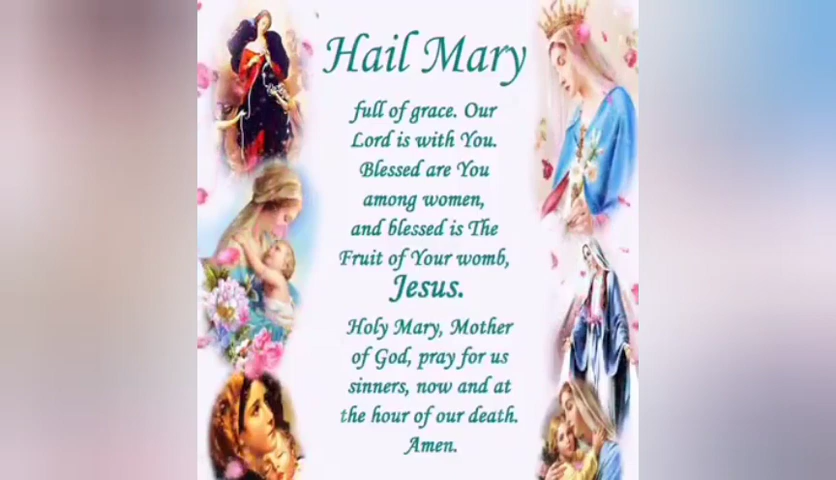 Hail Mary
full of grace. Our
Lord is with You.
Blessed are You
among women,
and blessed is The
Fruit of Your womb,
Jesus.
Holy Mary, Mother
of God, pray for us
sinners, now and at
the hour of our death.
Amen.